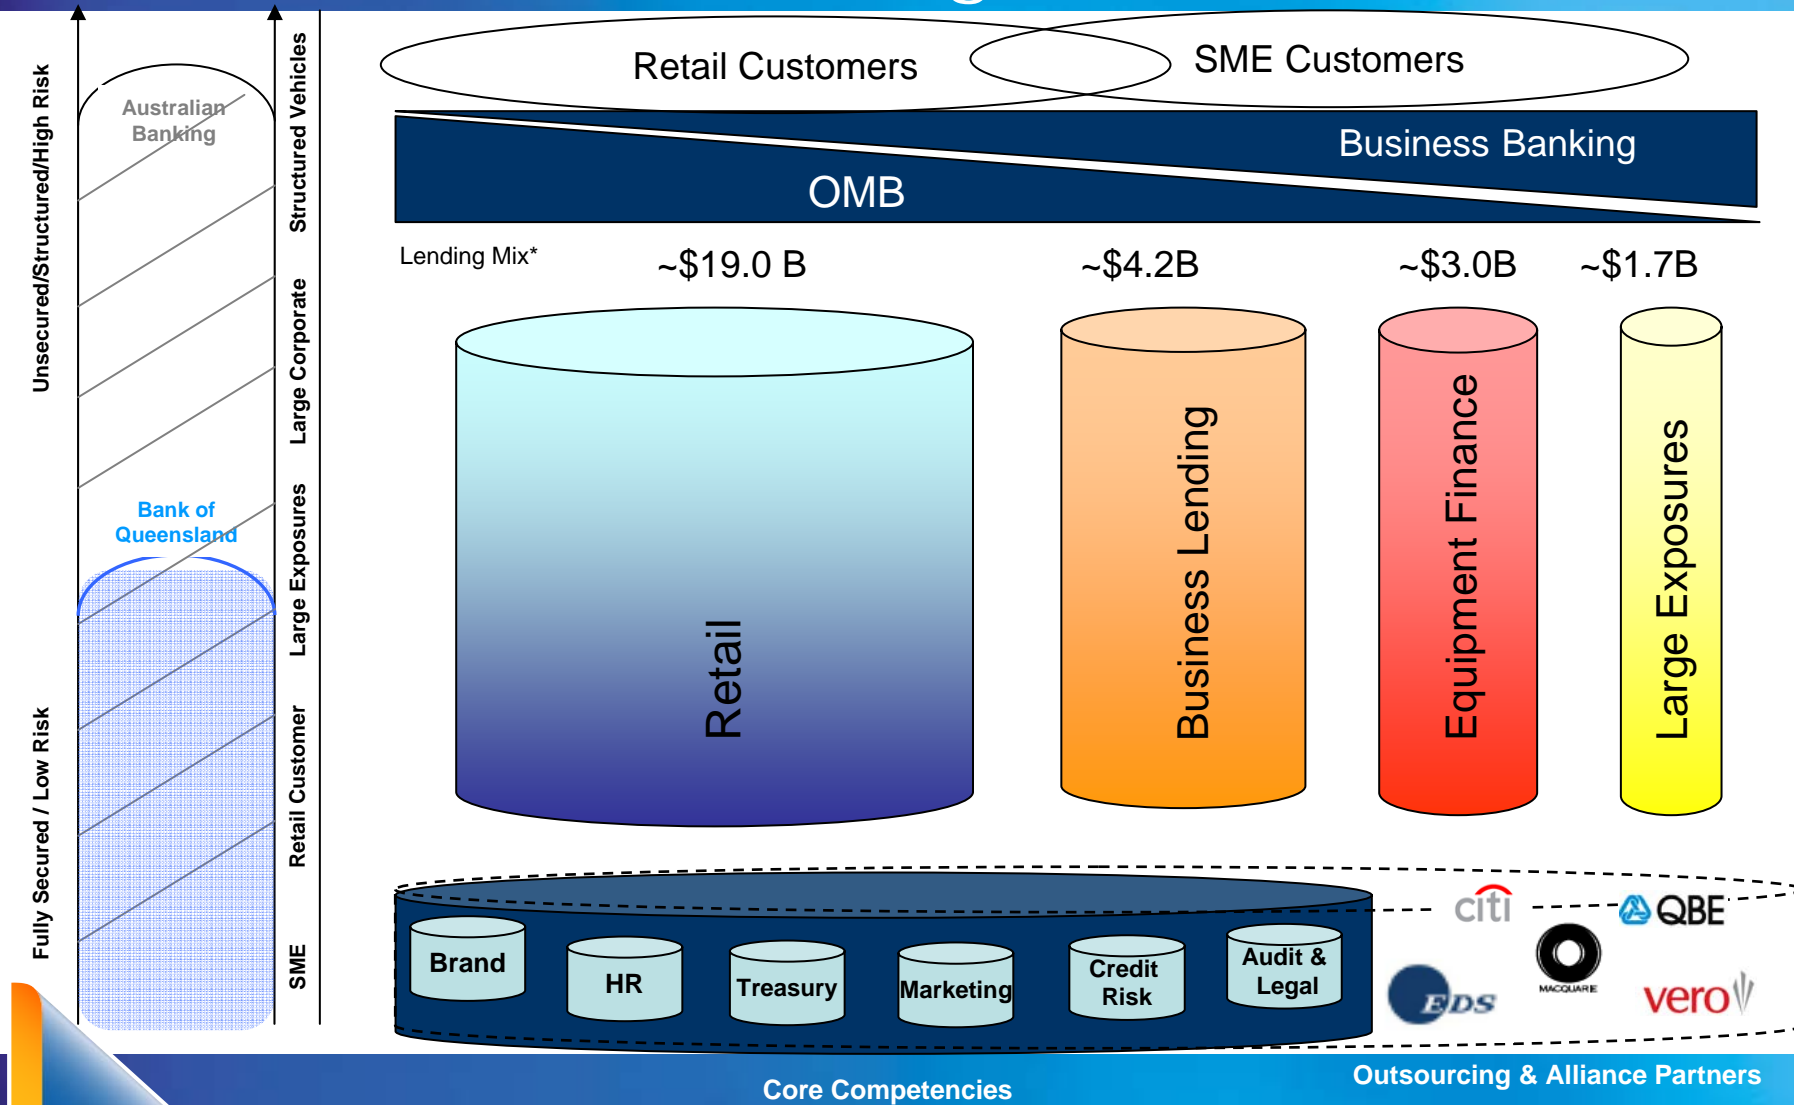 Unsecured/Structured/High Risk
Fully Secured / Low Risk
Australian
Banking
Bank of
Queensland
Structured Vehicles
Large Corporate
Large Exposures
Retail Customer
SME
Retail Customers
SME Customers
Business Banking
OMB
Lending Mix*
~$19.0 B
~$4.2B
~$3.0B
~$1.7B
Retail
Business Lending
Equipment Finance
Large Exposures
Brand
HR
Treasury
Marketing
Credit
Risk
Audit &
Legal
citi
QBE
MACQUARIE
EDS
vero
Core Competencies
Outsourcing & Alliance Partners